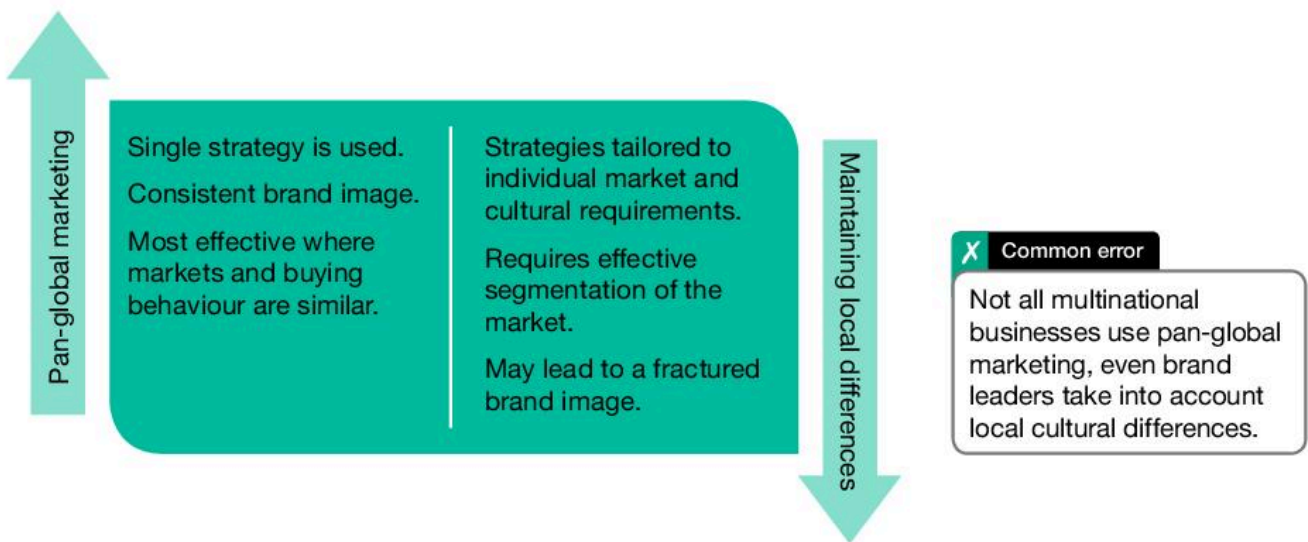 Pan-global marketing
Single strategy is used.
Consistent brand image.
Most effective where
markets and buying
behaviour are similar.
Strategies tailored to
individual market and
cultural requirements.
Requires effective
segmentation of the
market.
May lead to a fractured
brand image.
Maintaining local differences
✗ Common error
Not all multinational
businesses use pan-global
marketing, even brand
leaders take into account
local cultural differences.